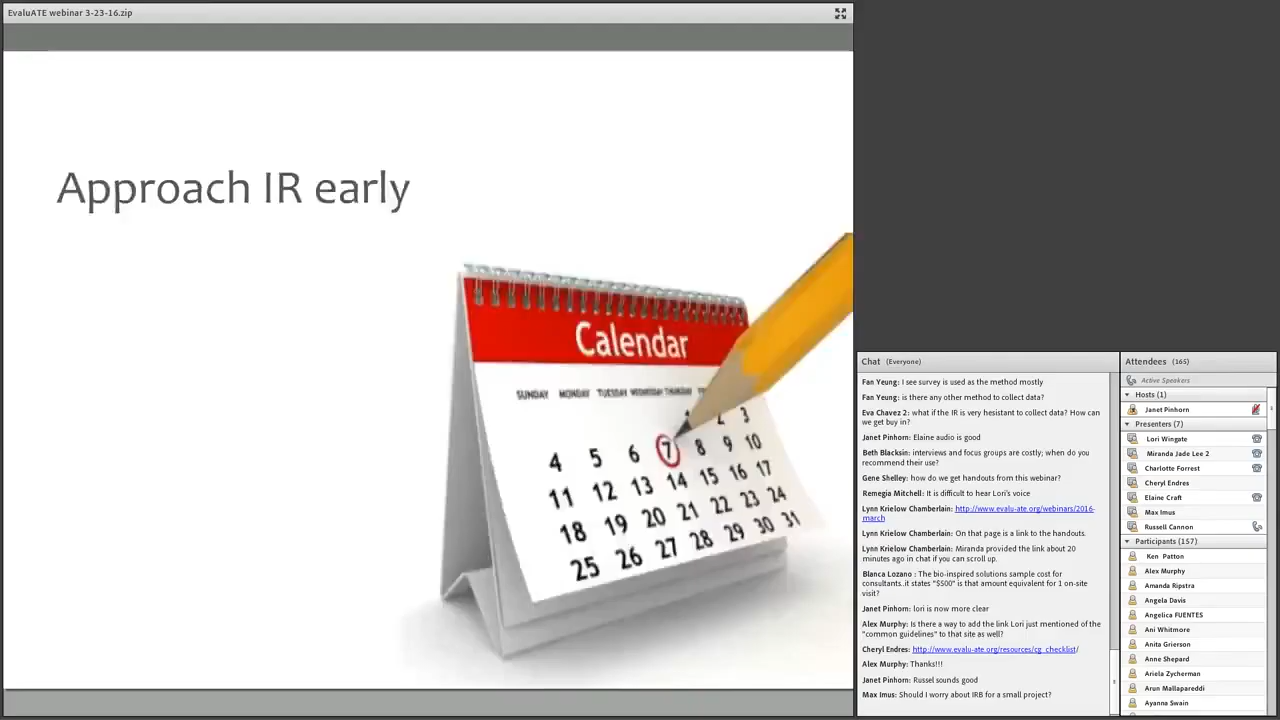 EvaluATE webinar 3-23-16.zip
Approach IR early
Calendar
SUNDAY MONDAY TUESDAY WEDNESDAY THURSDAY
1 2 3
4 5 6 7 8 9 10
11 12 13 14 15 16 17
18 19 20 21 22 23 24
25 26 27 28 29 30 31
Chat (Everyone)
Fan Yeung: I see survey is used as the method mostly
Fan Yeung: is there any other method to collect data?
Eva Chavez 2: what if the IR is very hesistant to collect data? How can
we get buy in?
Janet Pinhorn: Elaine audio is good
Beth Blacksin: interviews and focus groups are costly; when do you
recommend their use?
Gene Shelley: how do we get handouts from this webinar?
Remegia Mitchell: It is difficult to hear Lori's voice
Lynn Krielow Chamberlain: http://www.evalu-ate.org/webinars/2016-
march
Lynn Krielow Chamberlain: On that page is a link to the handouts.
Lynn Krielow Chamberlain: Miranda provided the link about 20
minutes ago in chat if you can scroll up.
Blanca Lozano : The bio-inspired solutions sample cost for
consultants..it states "$500" is that amount equivalent for 1 on-site
visit?
Janet Pinhorn: lori is now more clear
Alex Murphy: Is there a way to add the link Lori just mentioned of the
"common guidelines" to that site as well?
Cheryl Endres: http://www.evalu-ate.org/resources/cg_checklist/
Alex Murphy: Thanks!!!
Janet Pinhorn: Russel sounds good
Max Imus: Should I worry about IRB for a small project?
Attendees (165)
Active Speakers
Hosts (1)
Janet Pinhorn
Presenters (7)
Lori Wingate
Miranda Jade Lee 2
Charlotte Forrest
Cheryl Endres
Elaine Craft
Max Imus
Russell Cannon
Participants (157)
Ken Patton
Alex Murphy
Amanda Ripstra
Angela Davis
Angelica FUENTES
Ani Whitmore
Anita Grierson
Anne Shepard
Ariela Zycherman
Arun Mallapareddi
Ayanna Swain